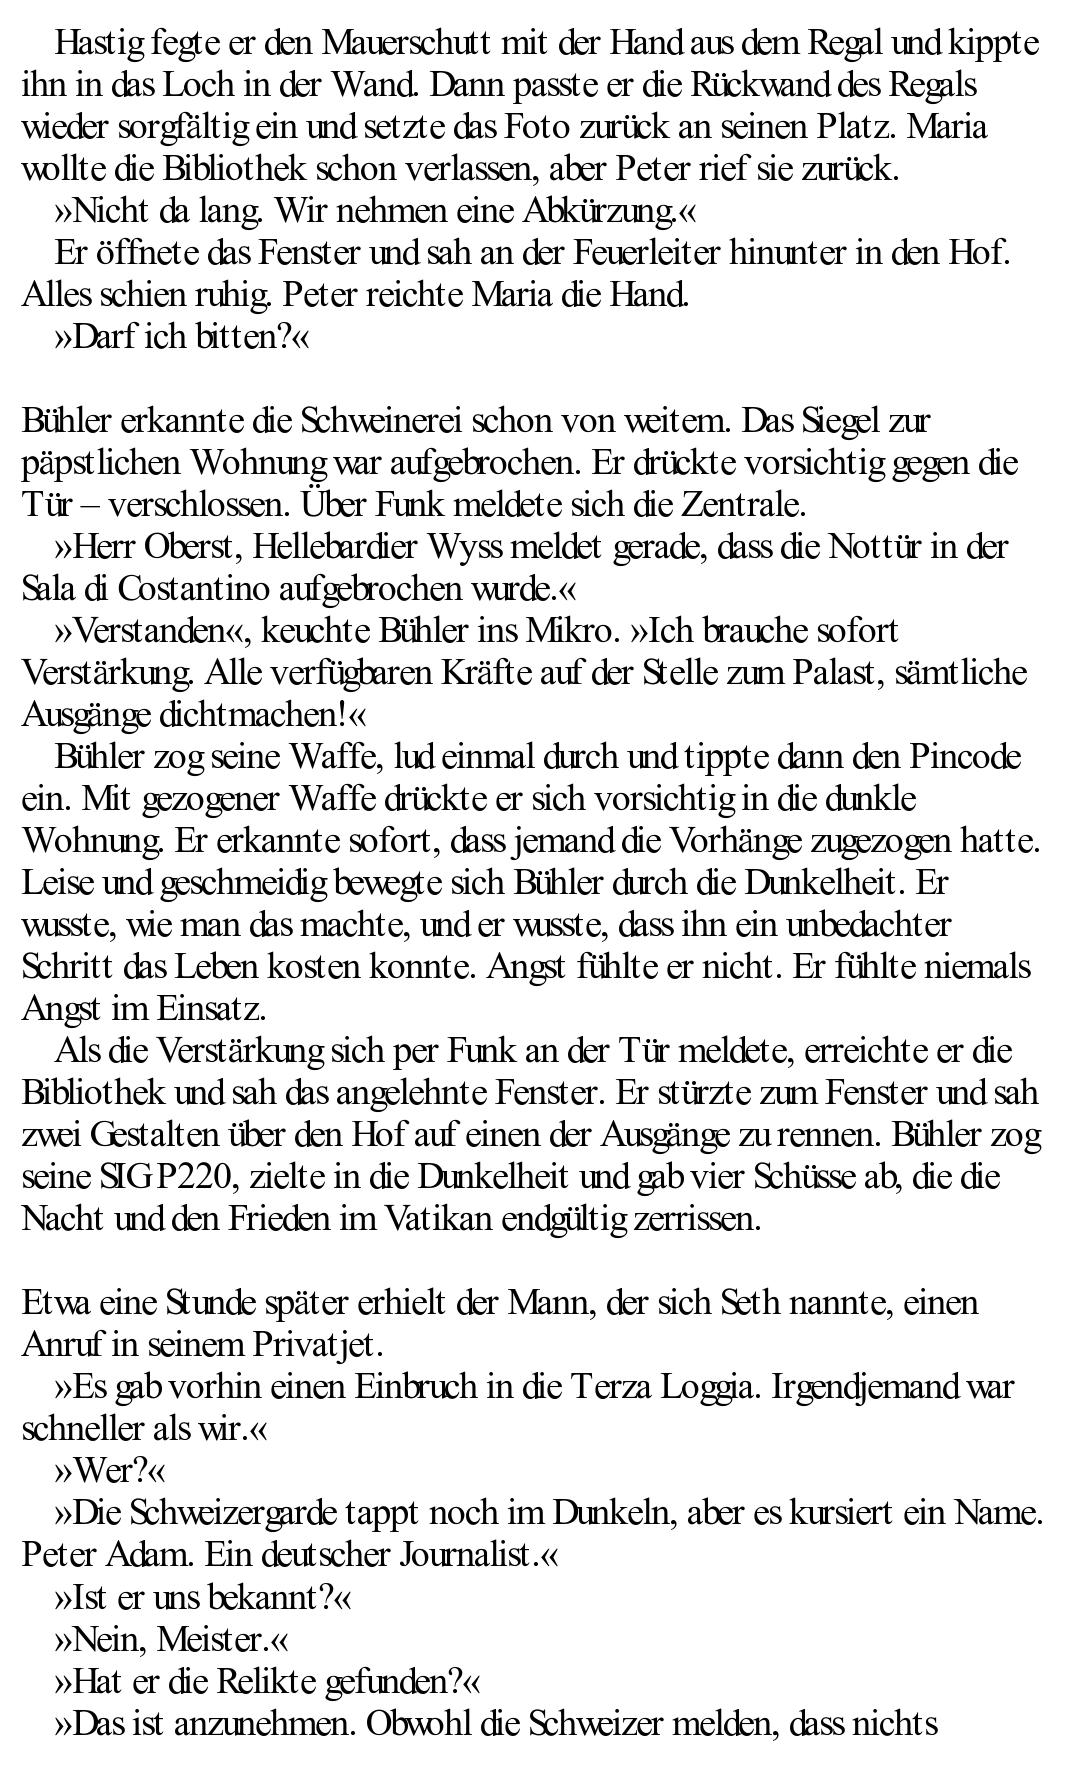 Hastig fegte er den Mauerschutt mit der Hand aus dem Regal und kippte
ihn in das Loch in der Wand. Dann passte er die Rückwand des Regals
wieder sorgfältig ein und setzte das Foto zurück an seinen Platz. Maria
wollte die Bibliothek schon verlassen, aber Peter rief sie zurück.
»Nicht da lang. Wir nehmen eine Abkürzung.«
Er öffnete das Fenster und sah an der Feuerleiter hinunter in den Hof.
Alles schien ruhig. Peter reichte Maria die Hand.
»Darf ich bitten?«
Bühler erkannte die Schweinerei schon von weitem. Das Siegel zur
päpstlichen Wohnung war aufgebrochen. Er drückte vorsichtig gegen die
Tür – verschlossen. Über Funk meldete sich die Zentrale.
»Herr Oberst, Hellebardier Wyss meldet gerade, dass die Nottür in der
Sala di Costantino aufgebrochen wurde.«
»Verstanden«, keuchte Bühler ins Mikro. »Ich brauche sofort
Verstärkung. Alle verfügbaren Kräfte auf der Stelle zum Palast, sämtliche
Ausgänge dichtmachen!«
Bühler zog seine Waffe, lud einmal durch und tippte dann den Pincode
ein. Mit gezogener Waffe drückte er sich vorsichtig in die dunkle
Wohnung. Er erkannte sofort, dass jemand die Vorhänge zugezogen hatte.
Leise und geschmeidig bewegte sich Bühler durch die Dunkelheit. Er
wusste, wie man das machte, und er wusste, dass ihn ein unbedachter
Schritt das Leben kosten konnte. Angst fühlte er nicht. Er fühlte niemals
Angst im Einsatz.
Als die Verstärkung sich per Funk an der Tür meldete, erreichte er die
Bibliothek und sah das angelehnte Fenster. Er stürzte zum Fenster und sah
zwei Gestalten über den Hof auf einen der Ausgänge zu rennen. Bühler zog
seine SIG P220, zielte in die Dunkelheit und gab vier Schüsse ab, die die
Nacht und den Frieden im Vatikan endgültig zerrissen.
Etwa eine Stunde später erhielt der Mann, der sich Seth nannte, einen
Anruf in seinem Privatjet.
»Es gab vorhin einen Einbruch in die Terza Loggia. Irgendjemand war
schneller als wir.«
»Wer?«
»Die Schweizergarde tappt noch im Dunkeln, aber es kursiert ein Name.
Peter Adam. Ein deutscher Journalist.«
»Ist er uns bekannt?«
»Nein, Meister.«
»Hat er die Relikte gefunden?«
»Das ist anzunehmen. Obwohl die Schweizer melden, dass nichts